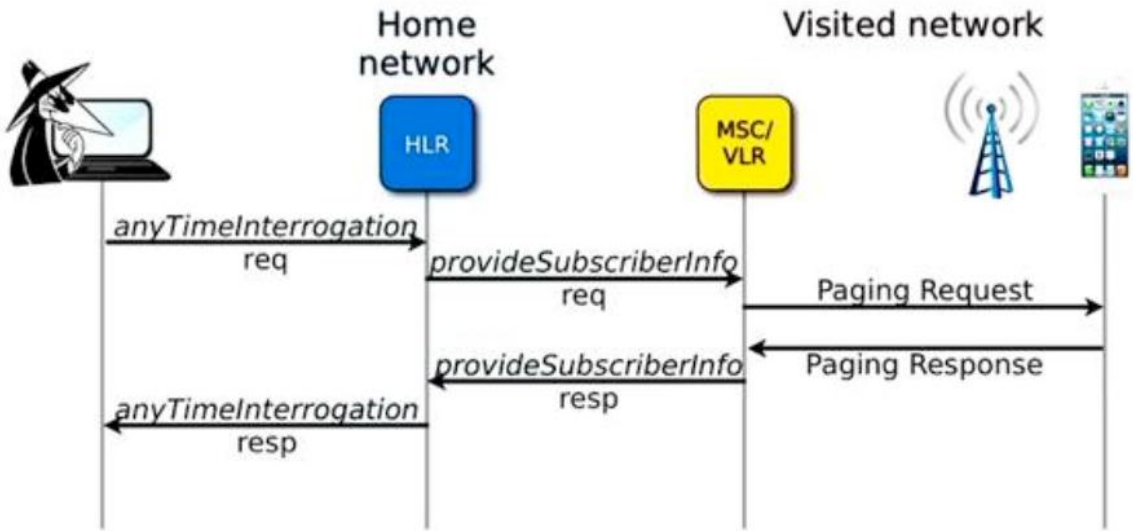 Home
network
Visited network
HLR
MSC/
VLR
anyTimeInterrogation
req
provideSubscriberInfo
req
Paging Request
Paging Response
provideSubscriberInfo
resp
anyTimeInterrogation
resp